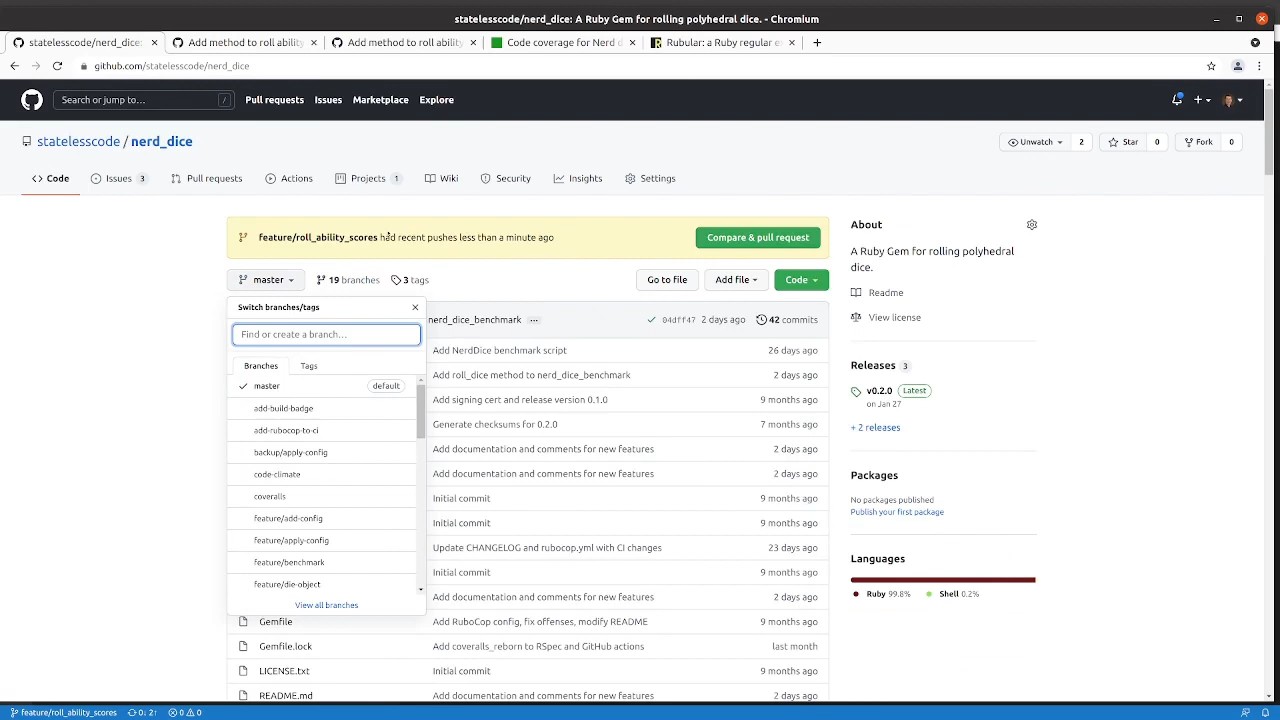 statelesscode/nerd_dice: A Ruby Gem for rolling polyhedral dice. - Chromium
statelesscode/nerd_dice:
Add method to roll ability
Add method to roll ability
Code coverage for Nerd d
Rubular: a Ruby regular e
github.com/statelesscode/nerd_dice
Search or jump to… /
Pull requests Issues Marketplace Explore
statelesscode / nerd_dice
Unwatch 2 Star 0 Fork 0
Code Issues 3 Pull requests Actions Projects 1 Wiki Security Insights Settings
feature/roll_ability_scores had recent pushes less than a minute ago
Compare & pull request
master 19 branches 3 tags
Go to file Add file Code
Switch branches/tags
Find or create a branch…
Branches Tags
master default
add-build-badge
add-rubocop-to-ci
backup/apply-config
code-climate
coveralls
feature/add-config
feature/apply-config
feature/benchmark
feature/die-object
View all branches
nerd_dice_benchmark … 04dff47 2 days ago 42 commits
Add NerdDice benchmark script 26 days ago
Add roll_dice method to nerd_dice_benchmark 2 days ago
Add signing cert and release version 0.1.0 9 months ago
Generate checksums for 0.2.0 7 months ago
Add documentation and comments for new features 2 days ago
Add documentation and comments for new features 2 days ago
Initial commit 9 months ago
Initial commit 9 months ago
Update CHANGELOG and rubocop.yml with CI changes 23 days ago
Initial commit 9 months ago
Add documentation and comments for new features 2 days ago
Gemfile Add RuboCop config, fix offenses, modify README 9 months ago
Gemfile.lock Add coveralls_reborn to RSpec and GitHub actions last month
LICENSE.txt Initial commit 9 months ago
README.md Add documentation and comments for new features 2 days ago
About
A Ruby Gem for rolling polyhedral
dice.
Readme
View license
Releases 3
v0.2.0 Latest
on Jan 27
+ 2 releases
Packages
No packages published
Publish your first package
Languages
Ruby 99.8% Shell 0.2%
feature/roll_ability_scores 0↓ 2↑ 0 0